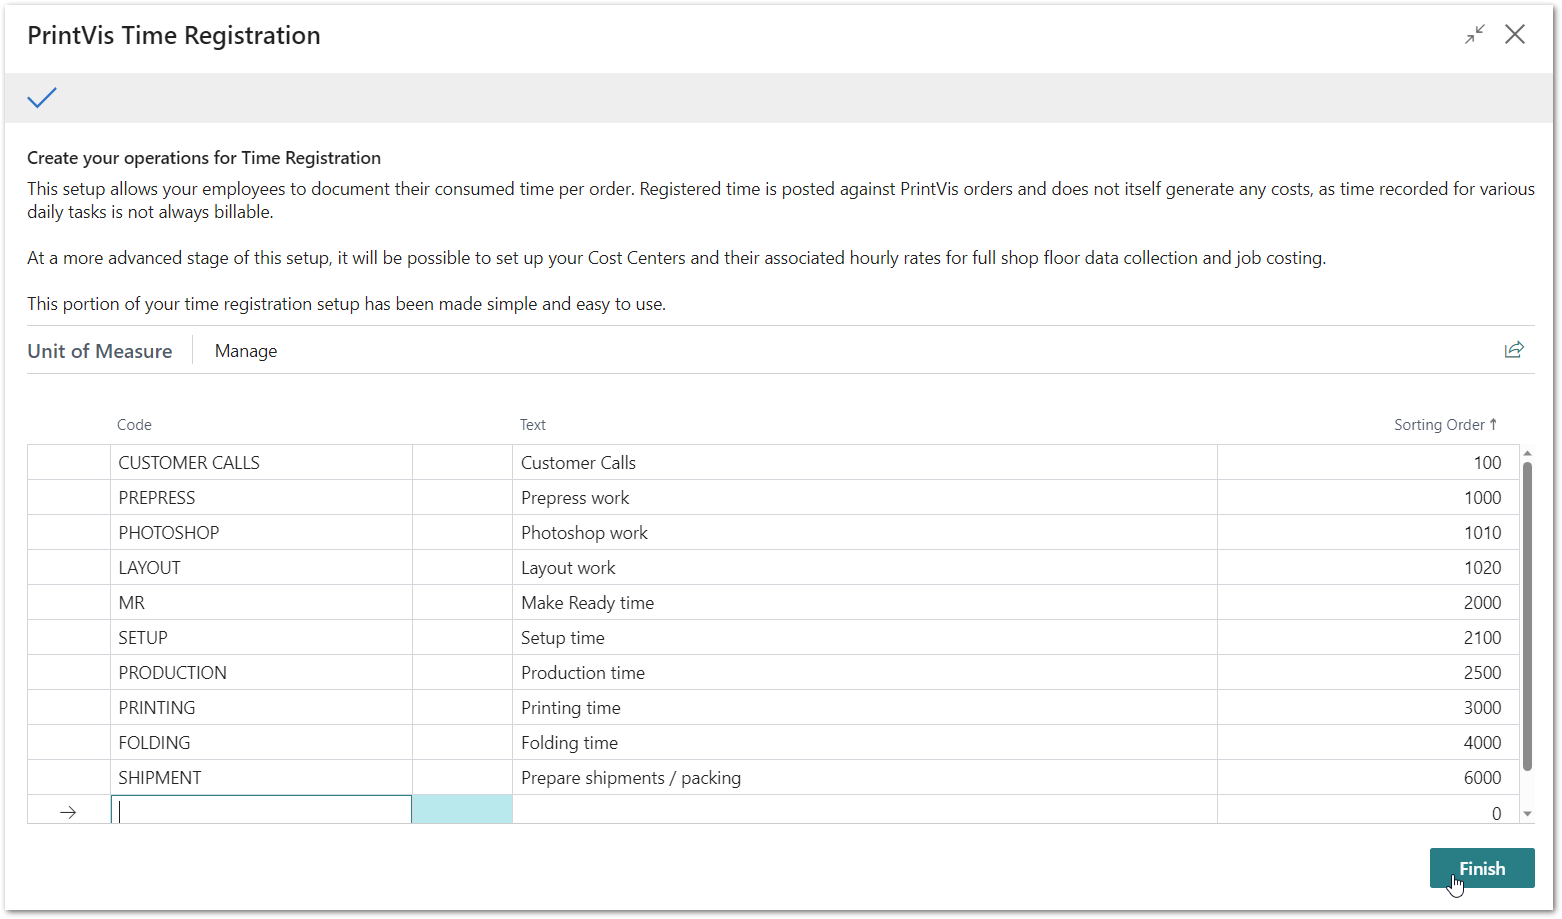 PrintVis Time Registration
Create your operations for Time Registration
This setup allows your employees to document their consumed time per order. Registered time is posted against PrintVis orders and does not itself generate any costs, as time recorded for various
daily tasks is not always billable.
At a more advanced stage of this setup, it will be possible to set up your Cost Centers and their associated hourly rates for full shop floor data collection and job costing.
This portion of your time registration setup has been made simple and easy to use.
Unit of Measure Manage
Code Text Sorting Order ↑
CUSTOMER CALLS Customer Calls 100
PREPRESS Prepress work 1000
PHOTOSHOP Photoshop work 1010
LAYOUT Layout work 1020
MR Make Ready time 2000
SETUP Setup time 2100
PRODUCTION Production time 2500
PRINTING Printing time 3000
FOLDING Folding time 4000
SHIPMENT Prepare shipments / packing 6000
0
Finish